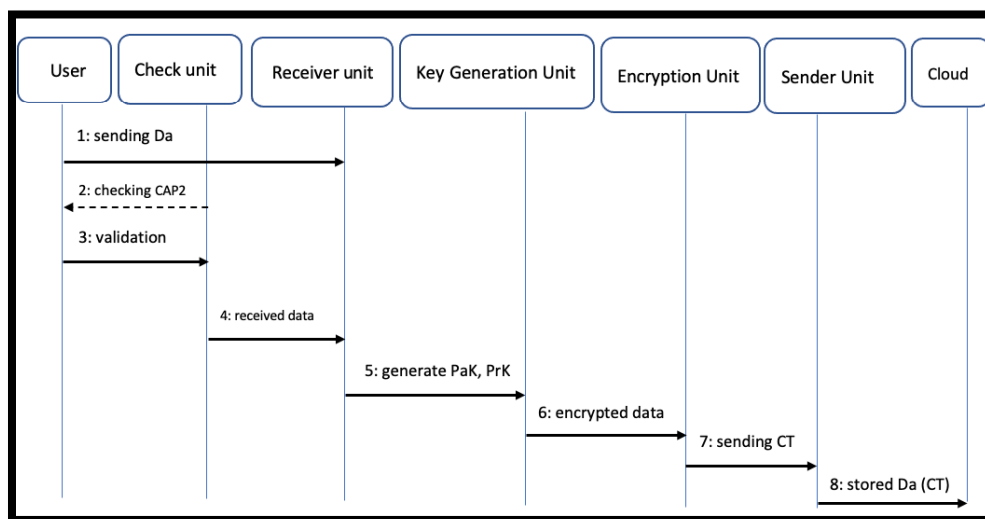 User
Check unit
Receiver unit
Key Generation Unit
Encryption Unit
Sender Unit
Cloud
1: sending Da
2: checking CAP2
3: validation
4: received data
5: generate PaK, PrK
6: encrypted data
7: sending CT
8: stored Da (CT)